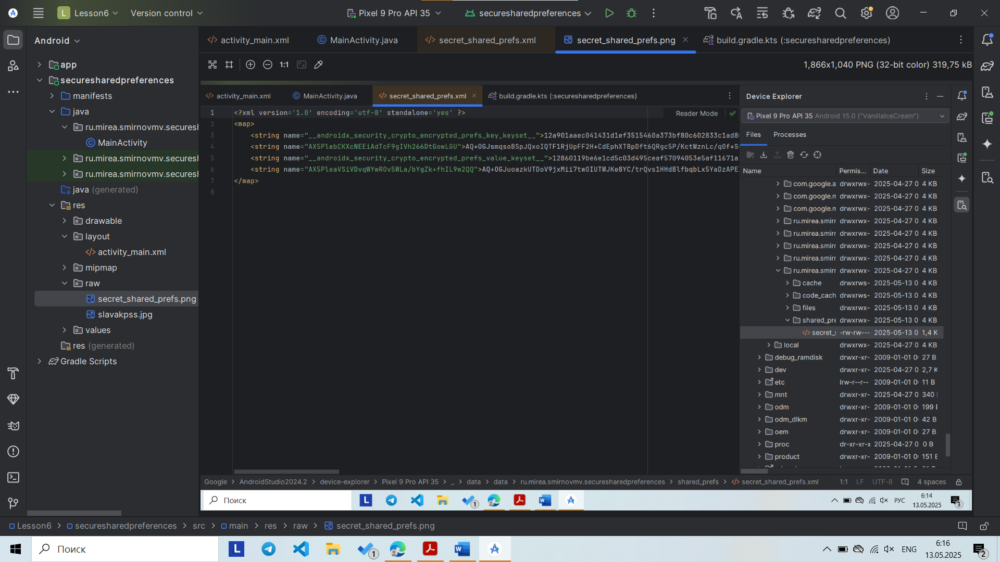 Lesson6
Version control
Pixel 9 Pro API 35
securesharedpreferences
Android
activity_main.xml
MainActivity.java
secret_shared_prefs.xml
secret_shared_prefs.png
build.gradle.kts (:securesharedpreferences)
1:1
1,866x1,040 PNG (32-bit color) 319,75 kB
app
securesharedpreferences
manifests
java
ru.mirea.smirnovmv.securesh
MainActivity
ru.mirea.smirnovmv.securesh
ru.mirea.smirnovmv.securesh
java (generated)
res
drawable
layout
activity_main.xml
mipmap
raw
secret_shared_prefs.png
slavakpss.jpg
values
res (generated)
Gradle Scripts
activity_main.xml
MainActivity.java
secret_shared_prefs.xml
build.gradle.kts (:securesharedpreferences)
1 <?xml version='1.0' encoding='utf-8' standalone='yes' ?>
2 <map>
3 <string name="__androidx_security_crypto_encrypted_prefs_key_keyset__">12a901aaec041431d1ef3515460a373bf80c602833c1ad8
4 <string name="AX5PlebCKXcNEEiAdTcF9gIVh266DtGowLGU">AQ+OGJsmqsoBSpJQxoIQTF1RjUpFF2H+CdEphXT8pDft6QRgc5P/KctWznLc/q0f+S
5 <string name="__androidx_security_crypto_encrypted_prefs_value_keyset__">12860119be6e1cd5c03d495ceaf57094053e5af11671a
6 <string name="AX5PleaVSiVDvqWYwROv5WLa/bYgZk+fhIL9w2QQ">AQ+OGJuoazkUTDoV9jxMii7twOIUTWJKe8YC/trQvs1HHdBlfbqbLx5YaDzAPE
7 </map>
8
Reader Mode
Device Explorer
Pixel 9 Pro API 35 Android 15.0 ("VanillaIceCream")
Files
Processes
Name Permis... Date Size
com.google.a drwxrwx- 2025-04-27 0 4 KB
com.google.m drwxrwx- 2025-04-27 0 4 KB
com.google.m drwxrwx- 2025-04-27 0 4 KB
ru.mirea.smirr drwxrwx- 2025-04-27 0 4 KB
ru.mirea.smirr drwxrwx- 2025-04-27 0 4 KB
ru.mirea.smirr drwxrwx- 2025-04-27 0 4 KB
ru.mirea.smirr drwxrwx- 2025-04-27 0 4 KB
ru.mirea.smirr drwxrwx- 2025-04-27 0 4 KB
cache drwxrws- 2025-05-13 0 4 KB
code_cach drwxrws- 2025-05-13 0 4 KB
files drwxrwx- 2025-05-13 0 4 KB
shared_pre drwxrwx- 2025-05-13 0 4 KB
secret_s -rw-rw--- 2025-05-13 0 1,4 K
local drwxrwx- 2025-04-27 0 4 KB
debug_ramdisk drwxr-xr- 2009-01-01 0 27 B
dev drwxr-xr- 2025-04-27 0 2,7 K
etc lrw-r--r-- 2009-01-01 0 11 B
mnt drwxr-xr- 2025-04-27 0 340
odm drwxr-xr- 2009-01-01 0 199 B
odm_dlkm drwxr-xr- 2009-01-01 0 42 B
oem drwxr-xr- 2009-01-01 0 27 B
proc dr-xr-xr-x 2025-04-27 0 0 B
product drwxr-xr- 2009-01-01 0 151 B
Google > AndroidStudio2024.2 > device-explorer > Pixel 9 Pro API 35 > _ > data > data > ru.mirea.smirnovmv.securesharedpreferences > shared_prefs > secret_shared_prefs.xml
1:1 LF UTF-8 4 spaces
Поиск
1
РУС
6:14
13.05.2025
3
Lesson6 > securesharedpreferences > src > main > res > raw > secret_shared_prefs.png
Поиск
1
ENG
6:16
13.05.2025
2